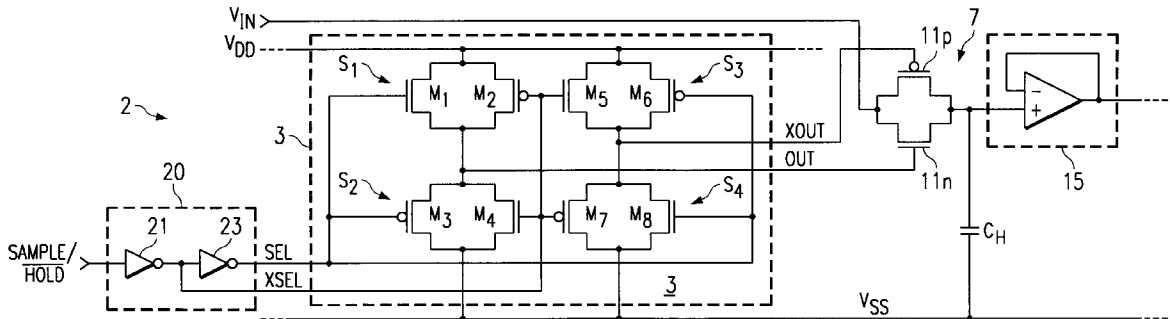 V_IN
11p
7
V_DD
S_1
S_3
M_1 M_2 M_5 M_6
2
3
XOUT
OUT
11n
15
S_2
S_4
20
M_3 M_4 M_7 M_8
21 23
SAMPLE/
HOLD
SEL
XSEL
3
C_H
V_SS
- +